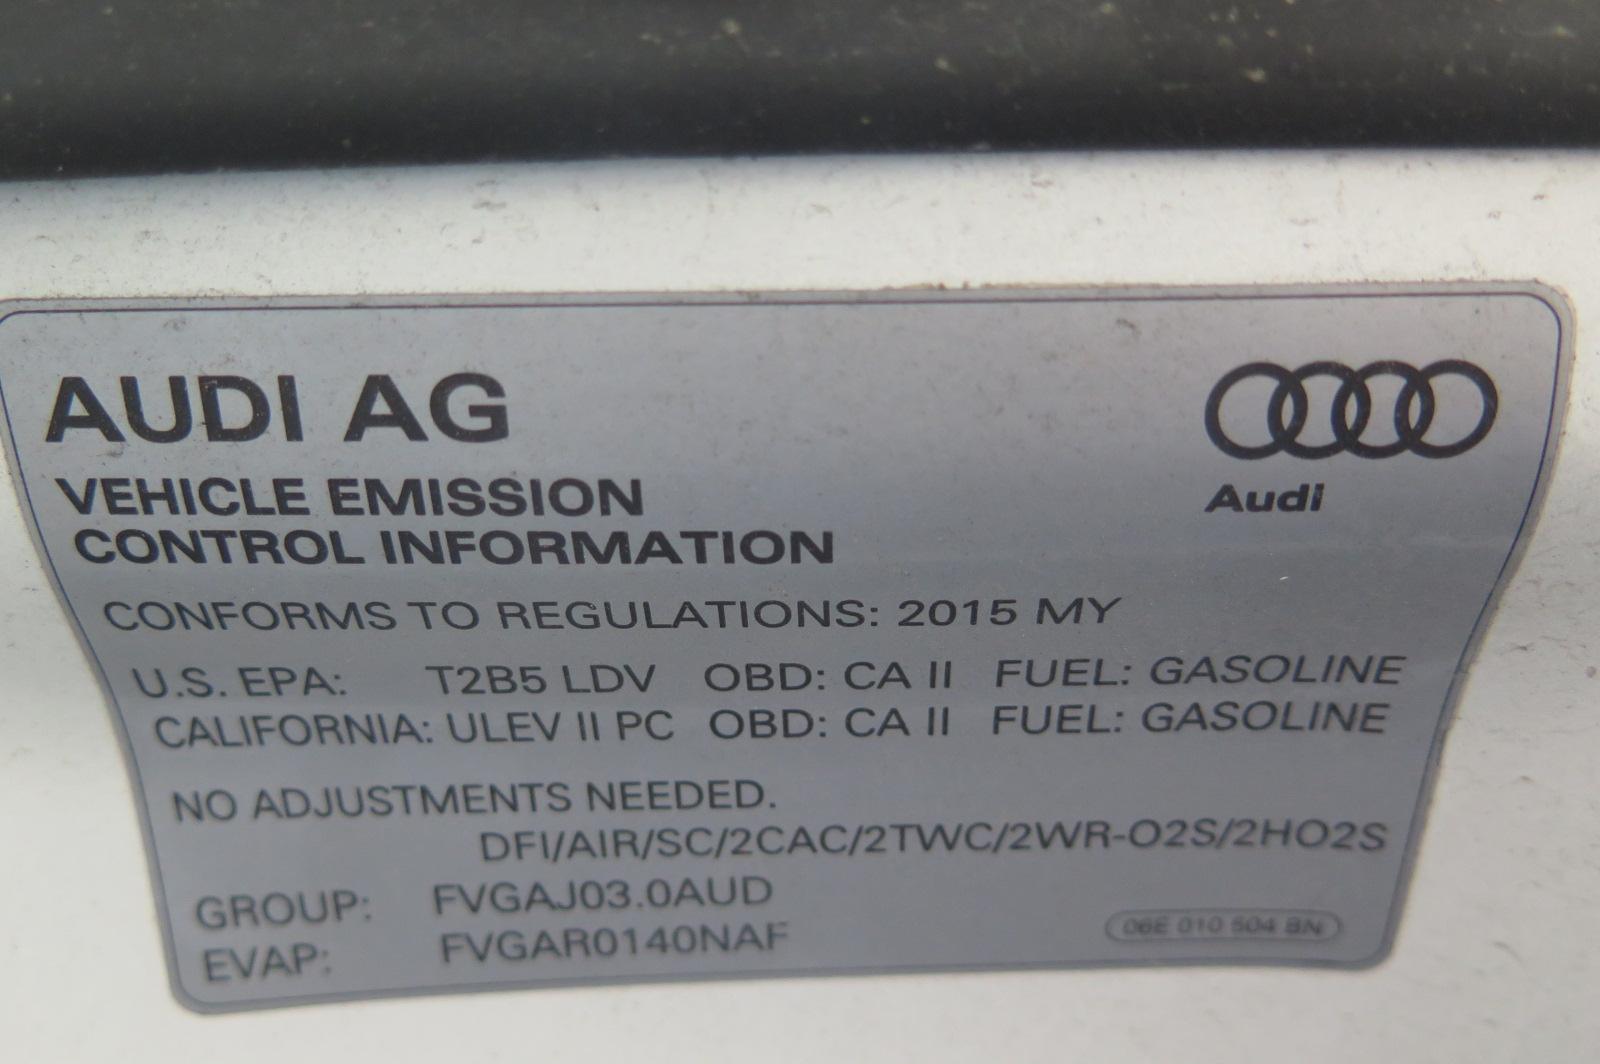 AUDI AG
Audi
VEHICLE EMISSION
CONTROL INFORMATION
CONFORMS TO REGULATIONS: 2015 MY
U.S. EPA: T2B5 LDV OBD: CA II FUEL: GASOLINE
CALIFORNIA: ULEV II PC OBD: CA II FUEL: GASOLINE
NO ADJUSTMENTS NEEDED.
DFI/AIR/SC/2CAC/2TWC/2WR-O2S/2HO2S
GROUP: FVGAJ03.0AUD
EVAP: FVGAR0140NAF
06E 010 504 BN